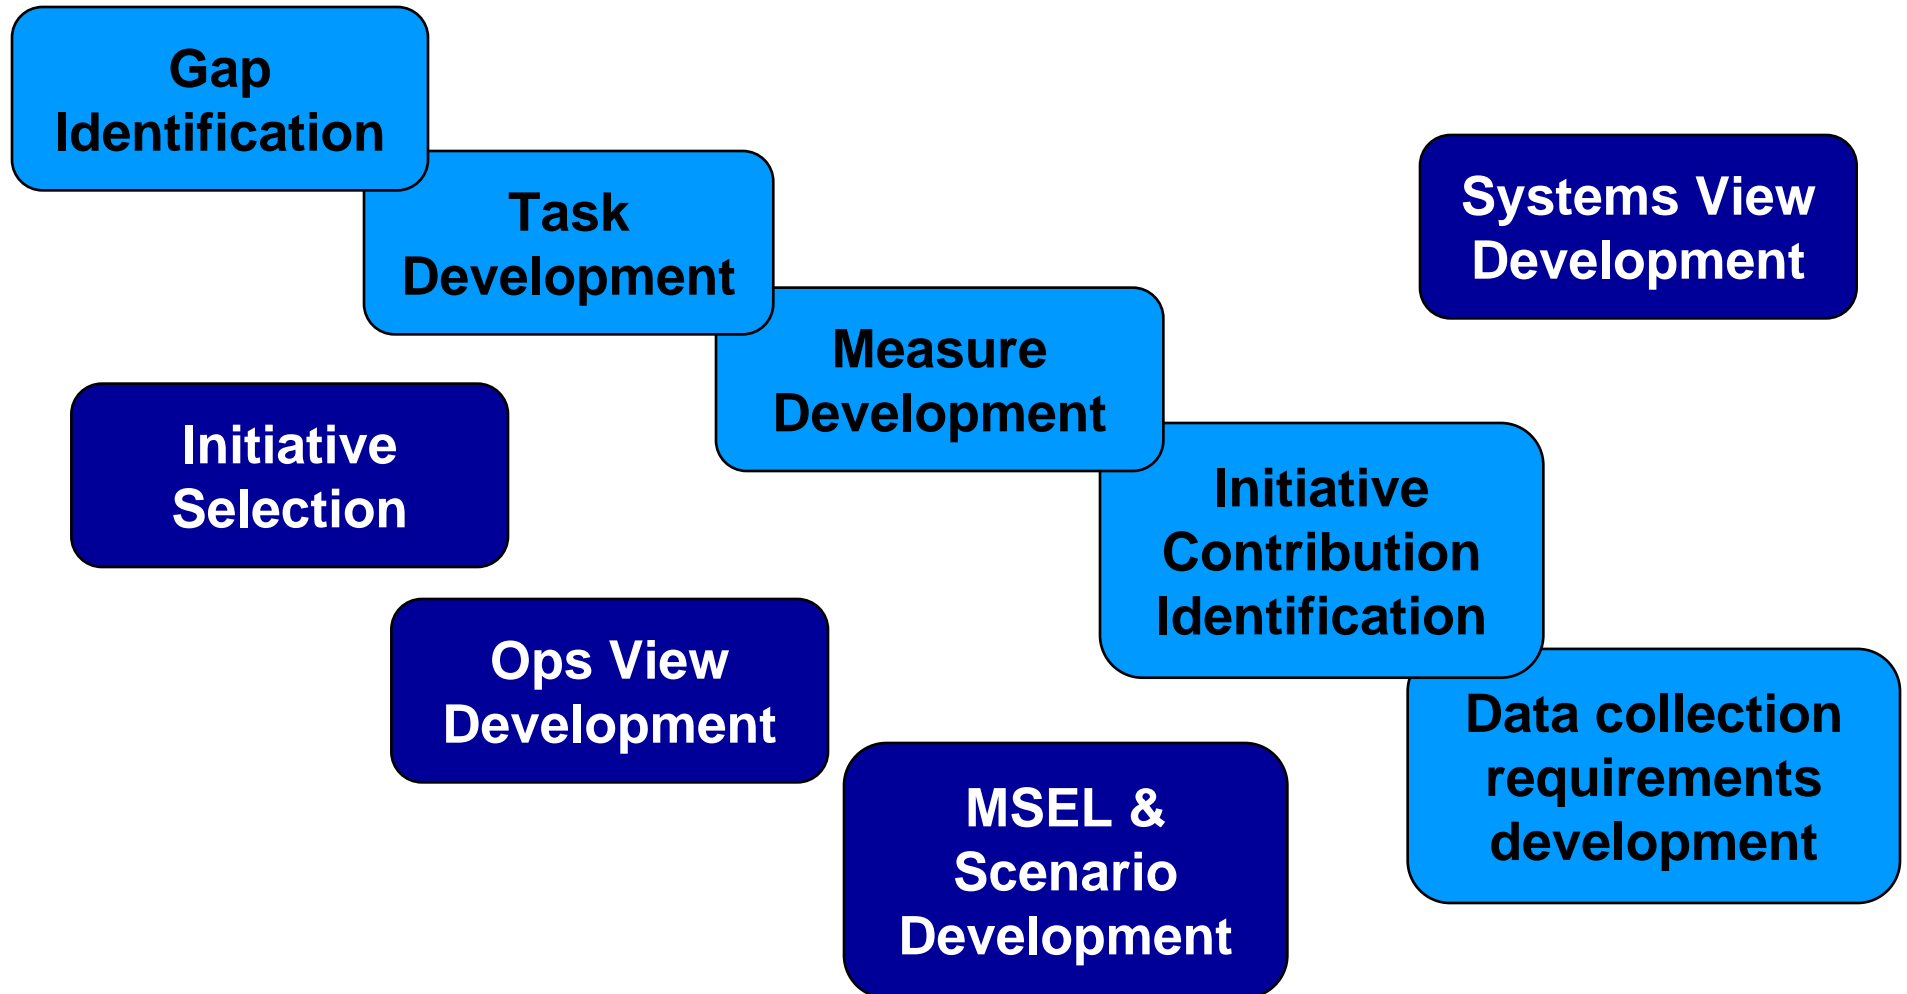 Gap
Identification
Task
Development
Systems View
Development
Measure
Development
Initiative
Selection
Initiative
Contribution
Identification
Ops View
Development
Data collection
requirements
development
MSEL &
Scenario
Development